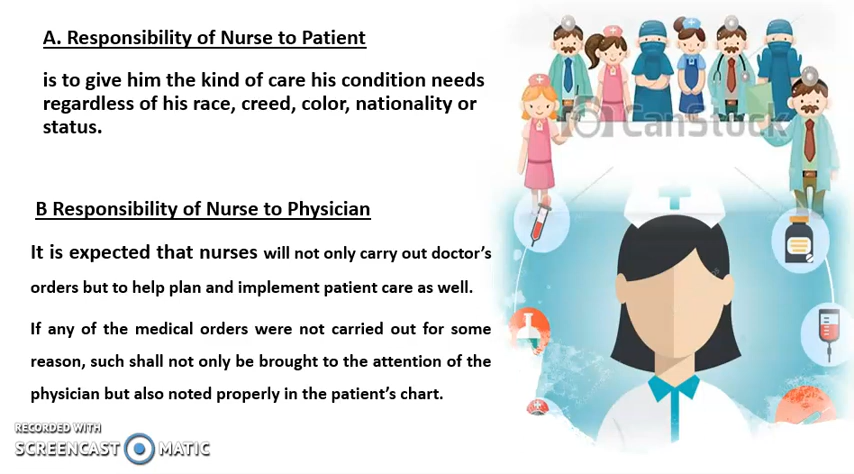 A. Responsibility of Nurse to Patient
is to give him the kind of care his condition needs
regardless of his race, creed, color, nationality or
status.
CanStock
B Responsibility of Nurse to Physician
It is expected that nurses will not only carry out doctor’s
orders but to help plan and implement patient care as well.
If any of the medical orders were not carried out for some
reason, such shall not only be brought to the attention of the
physician but also noted properly in the patient’s chart.
RECORDED WITH
SCREENCAST MATIC